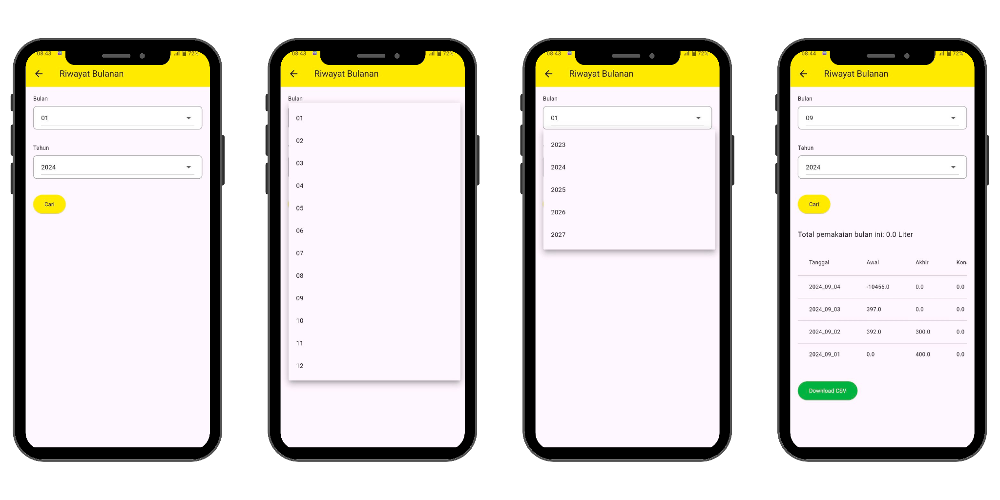 08.43 72%
Riwayat Bulanan
Bulan
01
Tahun
2024
Cari
08.43 72%
Riwayat Bulanan
Bulan
01
02
03
04
05
06
07
08
09
10
11
12
08.43 72%
Riwayat Bulanan
Bulan
01
2023
2024
2025
2026
2027
08.44 72%
Riwayat Bulanan
Bulan
09
Tahun
2024
Cari
Total pemakaian bulan ini: 0.0 Liter
Tanggal Awal Akhir Kon
2024_09_04 -10456.0 0.0 0.0
2024_09_03 397.0 0.0 0.0
2024_09_02 392.0 300.0 0.0
2024_09_01 0.0 400.0 0.0
Download CSV